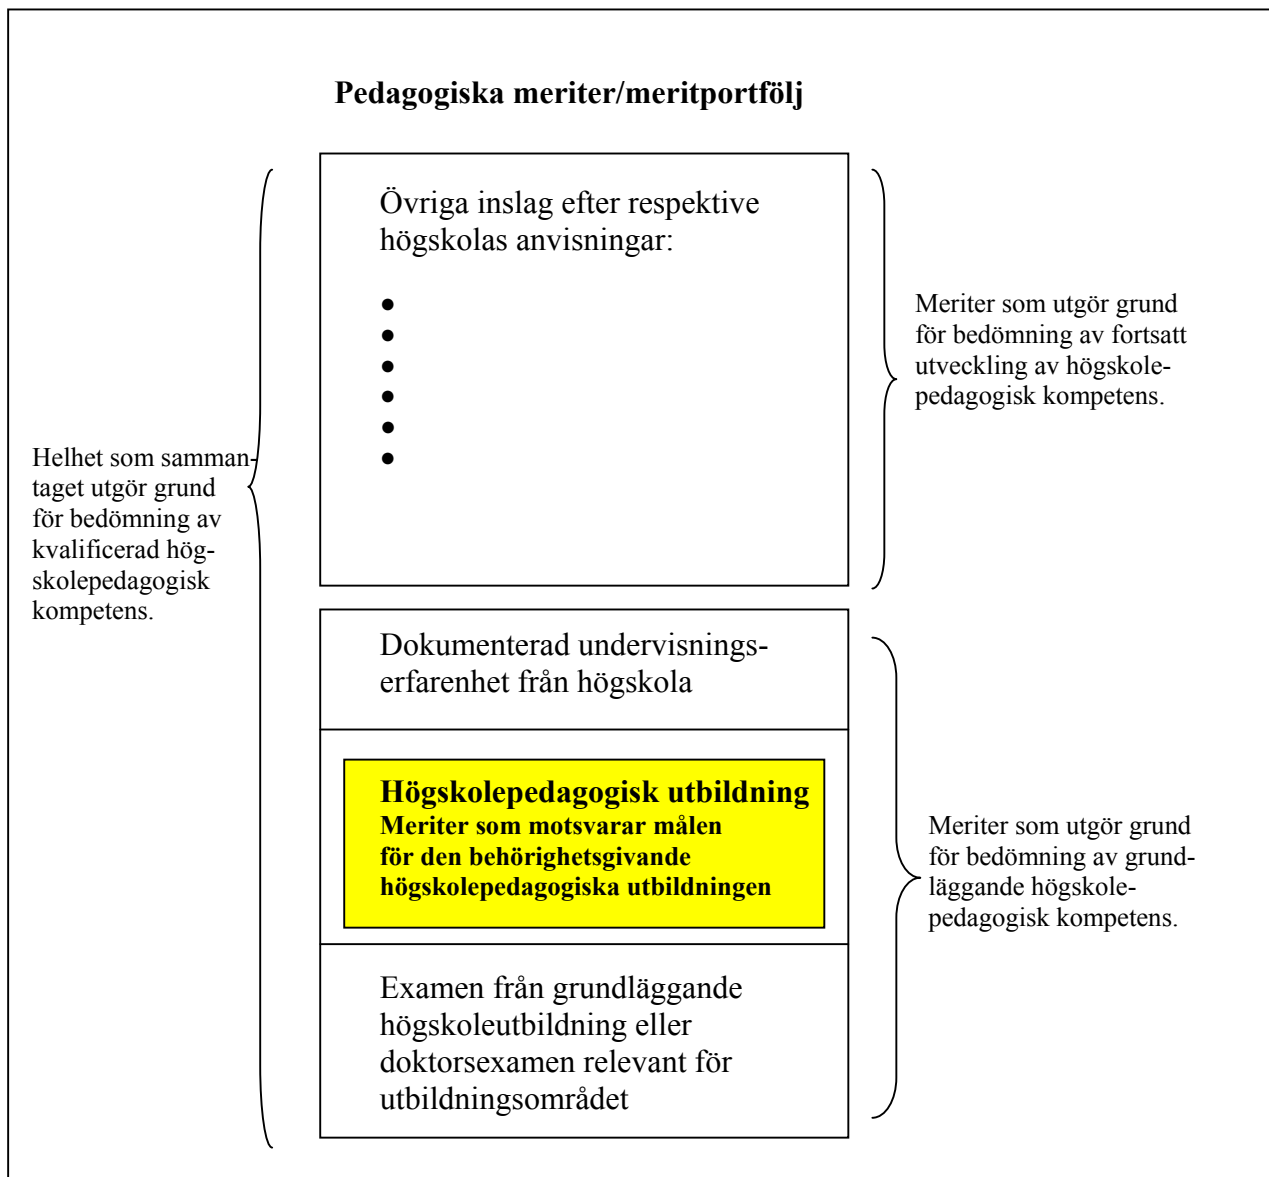 Pedagogiska meriter/meritportfölj
Övriga inslag efter respektive
högskolas anvisningar:
●
●
●
●
●
●
Meriter som utgör grund
för bedömning av fortsatt
utveckling av högskole-
pedagogisk kompetens.
Helhet som samman-
taget utgör grund
för bedömning av
kvalificerad hög-
skolepedagogisk
kompetens.
Dokumenterad undervisnings-
erfarenhet från högskola
Högskolepedagogisk utbildning
Meriter som motsvarar målen
för den behörighetsgivande
högskolepedagogiska utbildningen
Meriter som utgör grund
för bedömning av grund-
läggande högskole-
pedagogisk kompetens.
Examen från grundläggande
högskoleutbildning eller
doktorsexamen relevant för
utbildningsområdet